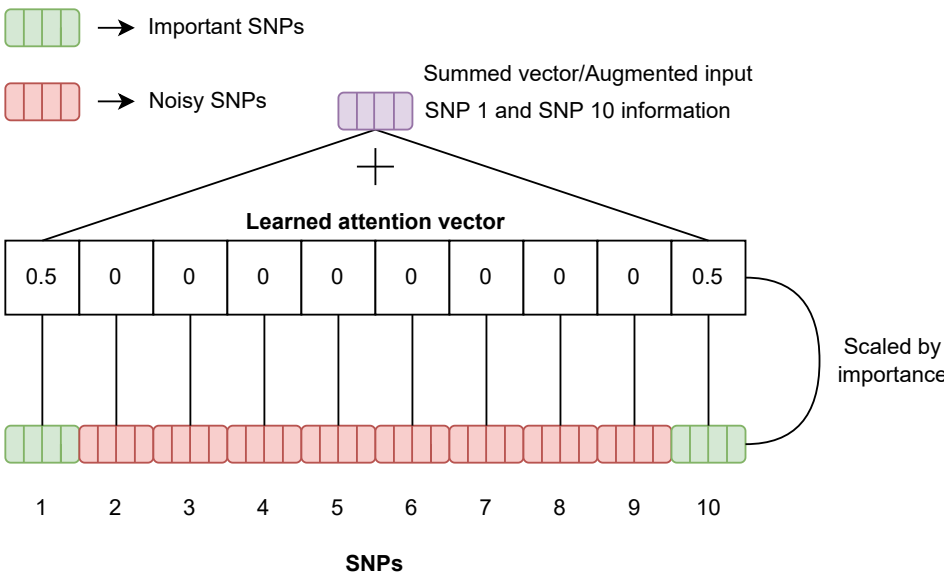 Important SNPs
Noisy SNPs
Summed vector/Augmented input
SNP 1 and SNP 10 information
Learned attention vector
0.5 0 0 0 0 0 0 0 0 0.5
Scaled by
importance
1 2 3 4 5 6 7 8 9 10
SNPs